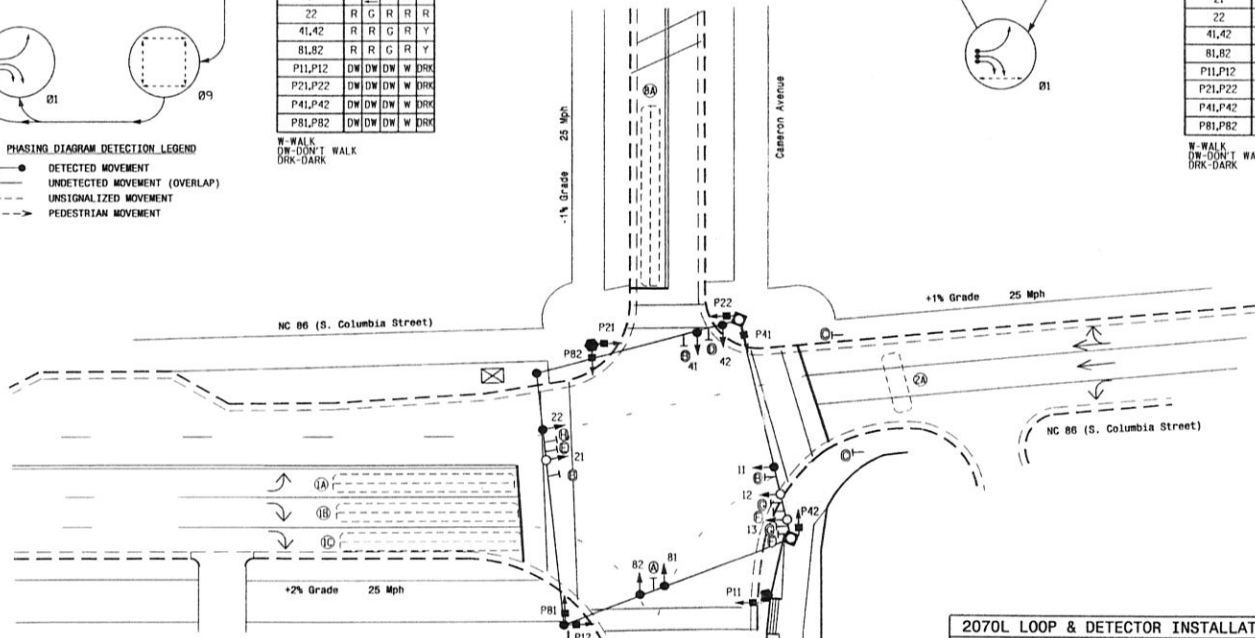 Ø1
Ø9
22 R G R R R
41,42 R R G R Y
81,82 R R G R Y
P11,P12 DW DW DW W DRK
P21,P22 DW DW DW W DRK
P41,P42 DW DW DW W DRK
P81,P82 DW DW DW W DRK
W-WALK
DW-DON'T WALK
DRK-DARK
PHASING DIAGRAM DETECTION LEGEND
DETECTED MOVEMENT
UNDETECTED MOVEMENT (OVERLAP)
UNSIGNALIZED MOVEMENT
PEDESTRIAN MOVEMENT
Ø1
22
41,42
81,82
P11,P12
P21,P22
P41,P42
P81,P82
W-WALK
DW-DON'T WA
DRK-DARK
8A
-1% Grade 25 Mph
Cameron Avenue
+1% Grade 25 Mph
NC 86 (S. Columbia Street)
P21
P22
P82
P41
41
42
2A
NC 86 (S. Columbia Street)
22
21
11
12
13
P42
1A
1B
1C
82
A
81
+2% Grade 25 Mph
P81
P11
P12
2070L LOOP & DETECTOR INSTALLAT